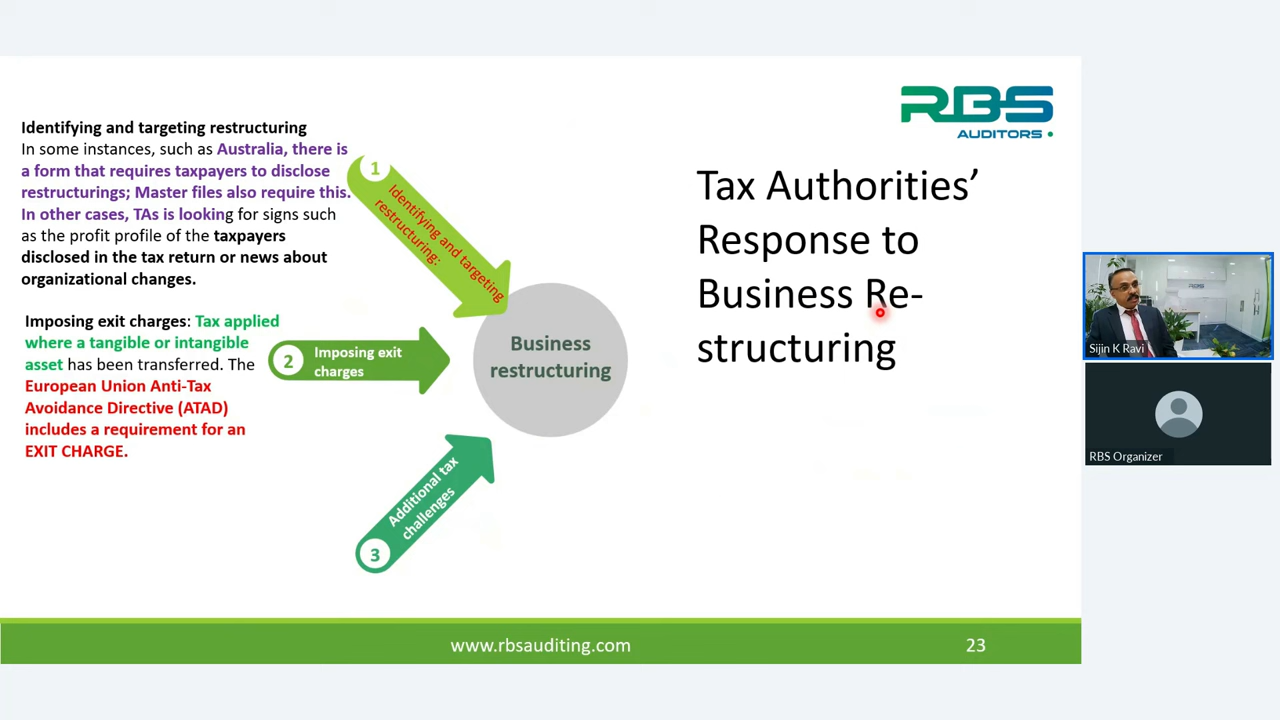 RBS
AUDITORS
Identifying and targeting restructuring
In some instances, such as Australia, there is
a form that requires taxpayers to disclose
restructurings; Master files also require this.
In other cases, TAs is looking for signs such
as the profit profile of the taxpayers
disclosed in the tax return or news about
organizational changes.
Imposing exit charges: Tax applied
where a tangible or intangible
asset has been transferred. The
European Union Anti-Tax
Avoidance Directive (ATAD)
includes a requirement for an
EXIT CHARGE.
1
Identifying and targeting
restructuring:
2
Imposing exit
charges
3
Additional tax
challenges
Business
restructuring
Tax Authorities’
Response to
Business Re-
structuring
RBS
Sijin K Ravi
RBS Organizer
www.rbsauditing.com
23